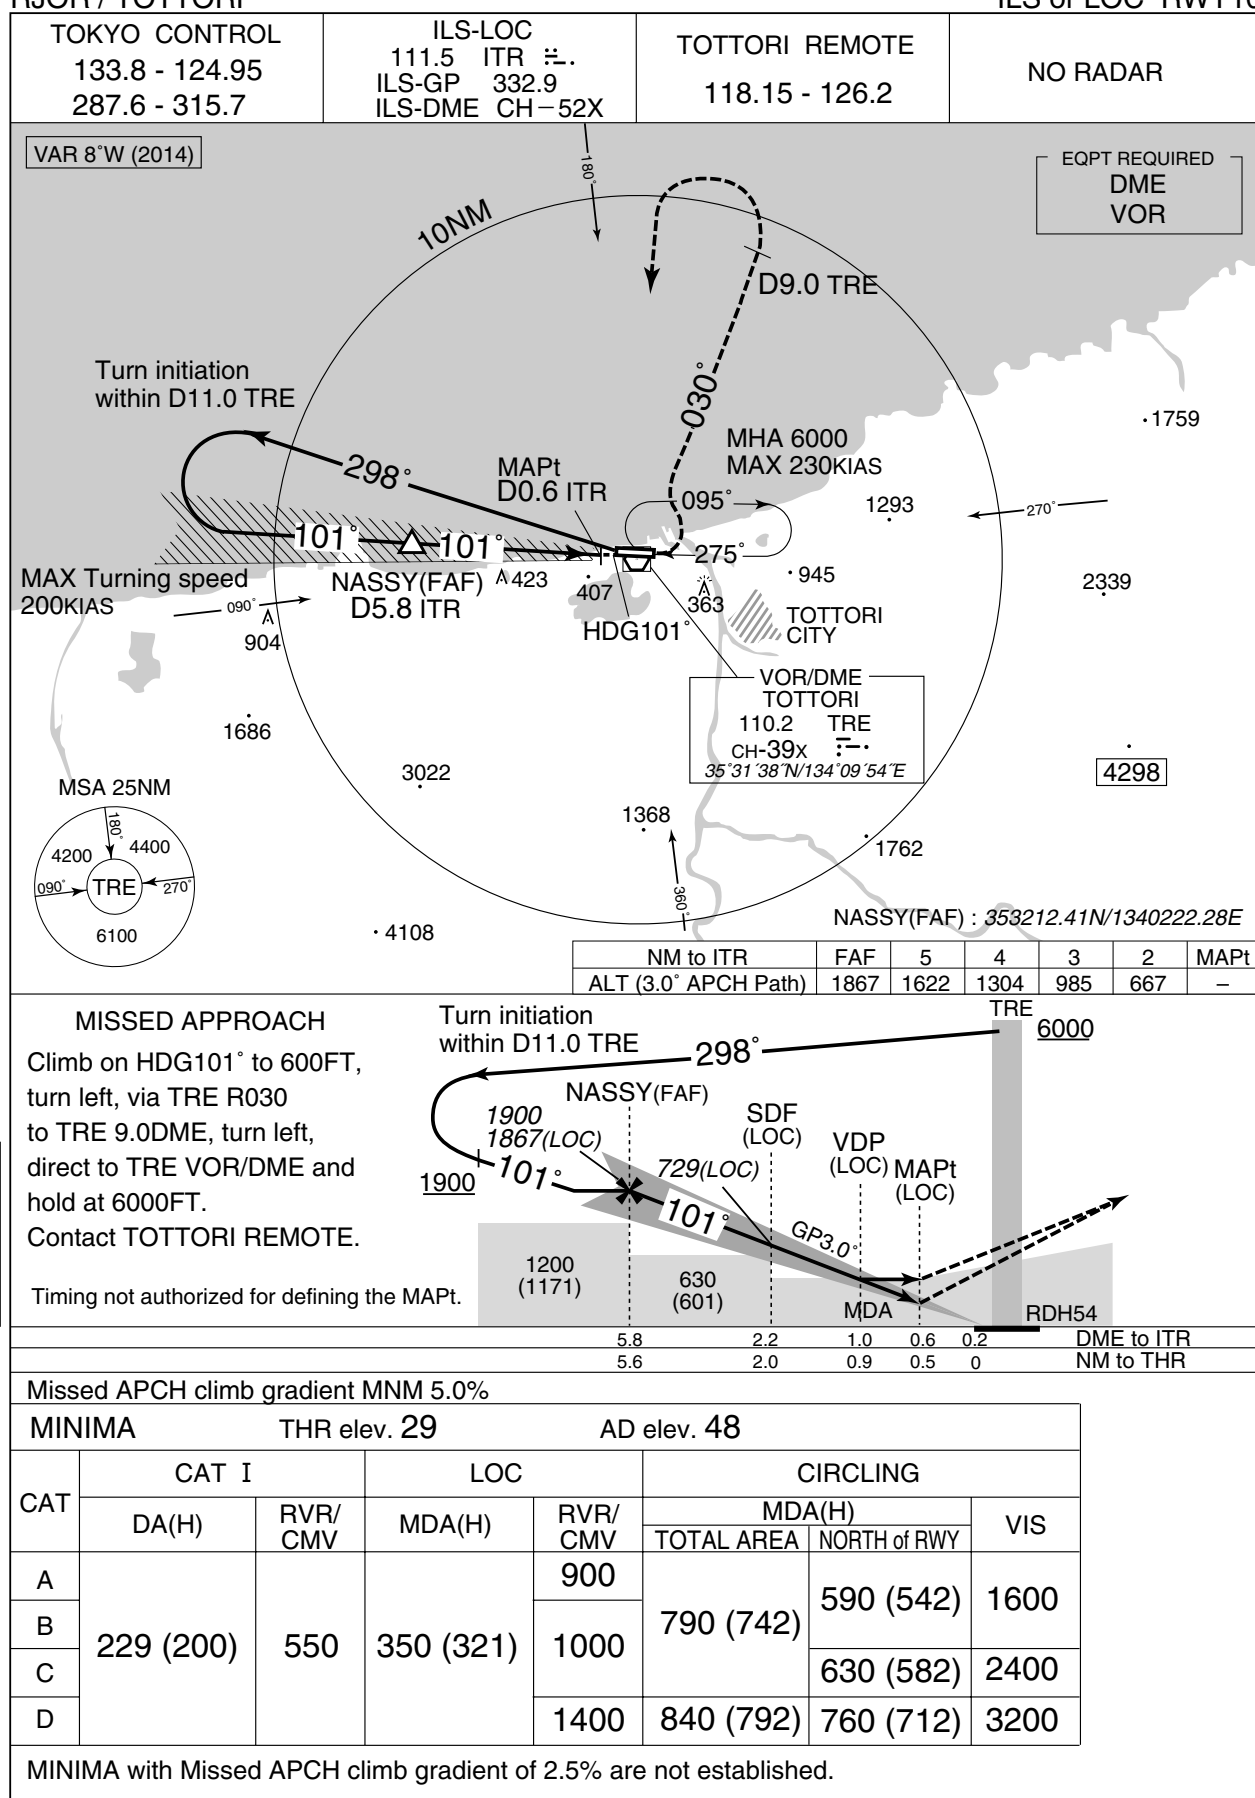 RJOR / TOTTORI
ILS or LOC RWY10
TOKYO CONTROL
133.8 - 124.95
287.6 - 315.7
ILS-LOC
111.5 ITR
ILS-GP 332.9
ILS-DME CH-52X
TOTTORI REMOTE
118.15 - 126.2
NO RADAR
VAR 8°W (2014)
EQPT REQUIRED
DME
VOR
180°
10NM
D9.0 TRE
Turn initiation
within D11.0 TRE
030°
1759
298°
MAPt
D0.6 ITR
MHA 6000
MAX 230KIAS
095°
1293
270°
101°
101°
275°
MAX Turning speed
200KIAS
NASSY(FAF)
D5.8 ITR
423
407
363
945
2339
090°
904
HDG101°
TOTTORI
CITY
VOR/DME
TOTTORI
110.2 TRE
CH-39X
35°31′38″N/134°09′54″E
1686
3022
4298
MSA 25NM
180°
4200
4400
090°
TRE
270°
6100
1368
1762
360°
4108
NASSY(FAF) : 353212.41N/1340222.28E
NM to ITR FAF 5 4 3 2 MAPt
ALT (3.0° APCH Path) 1867 1622 1304 985 667 –
MISSED APPROACH
Climb on HDG101° to 600FT,
turn left, via TRE R030
to TRE 9.0DME, turn left,
direct to TRE VOR/DME and
hold at 6000FT.
Contact TOTTORI REMOTE.
Timing not authorized for defining the MAPt.
Turn initiation
within D11.0 TRE
TRE
6000
298°
NASSY(FAF)
1900
1867(LOC)
SDF
(LOC)
VDP
(LOC)
MAPt
(LOC)
729(LOC)
1900
101°
101°
GP3.0°
1200
(1171)
630
(601)
MDA
RDH54
5.8 2.2 1.0 0.6 0.2 DME to ITR
5.6 2.0 0.9 0.5 0 NM to THR
Missed APCH climb gradient MNM 5.0%
MINIMA THR elev. 29 AD elev. 48
CAT
CAT I
LOC
CIRCLING
DA(H)
RVR/
CMV
MDA(H)
RVR/
CMV
MDA(H)
TOTAL AREA
NORTH of RWY
VIS
A
B
C
D
229 (200)
550
350 (321)
900
1000
1400
790 (742)
840 (792)
590 (542)
630 (582)
760 (712)
1600
2400
3200
MINIMA with Missed APCH climb gradient of 2.5% are not established.